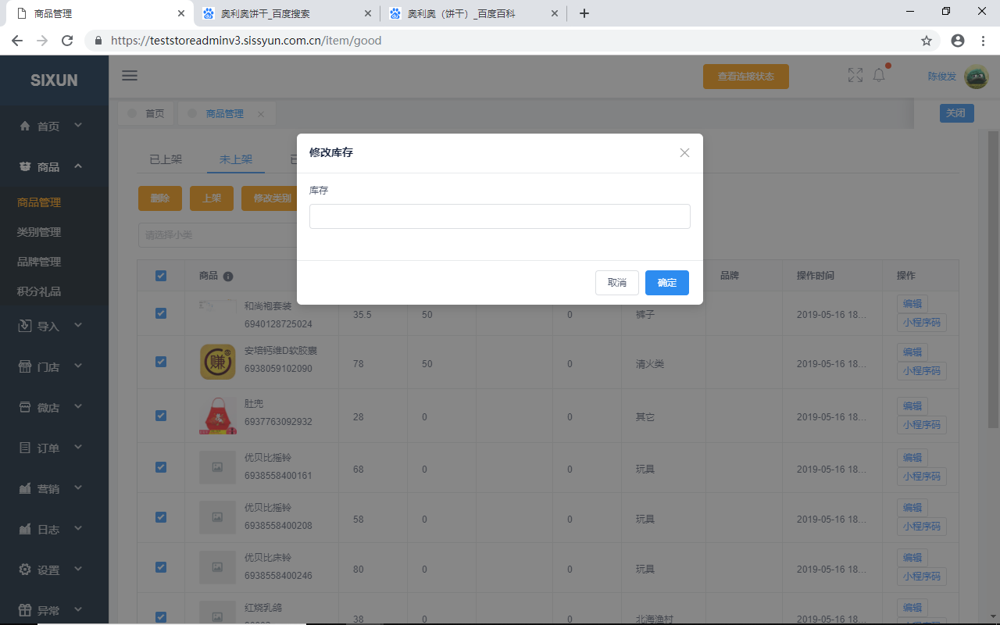 商品管理
奥利奥饼干_百度搜索
奥利奥（饼干）_百度百科
https://teststoreadminv3.sissyun.com.cn/item/good
SIXUN
查看连接状态
陈俊发
首页
商品管理
关闭
首页
商品
商品管理
类别管理
品牌管理
积分礼品
导入
门店
微店
订单
营销
日志
设置
异常
已上架
未上架
已
删除
上架
修改类别
请选择小类
修改库存
库存
取消
确定
商品
品牌
操作时间
操作
和尚袍套装
6940128725024
35.5
50
0
裤子
2019-05-16 18...
编辑
小程序码
安培钙维D软胶囊
6938059102090
78
50
0
清火类
2019-05-16 18...
编辑
小程序码
肚兜
6937763092932
28
0
0
其它
2019-05-16 18...
编辑
小程序码
优贝比摇铃
6938558400161
68
0
0
玩具
2019-05-16 18...
编辑
小程序码
优贝比摇铃
6938558400208
58
0
0
玩具
2019-05-16 18...
编辑
小程序码
优贝比床铃
6938558400246
80
0
0
玩具
2019-05-16 18...
编辑
小程序码
红烧乳鸽
38
0
0
北海渔村
2019-05-16 18...
编辑